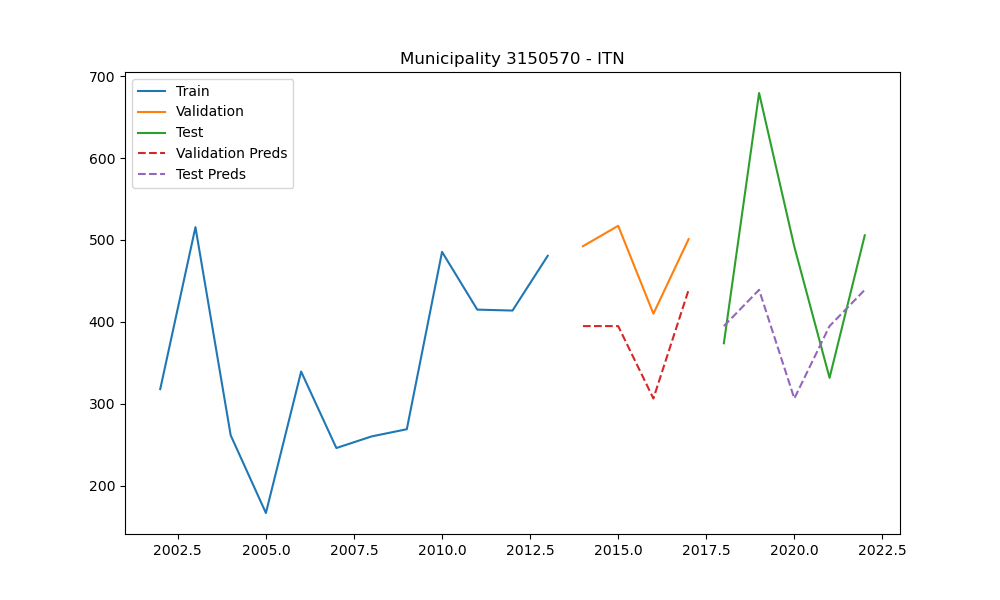 Municipality 3150570 - ITN
700
600
500
400
300
200
Train
Validation
Test
Validation Preds
Test Preds
2002.5 2005.0 2007.5 2010.0 2012.5 2015.0 2017.5 2020.0 2022.5